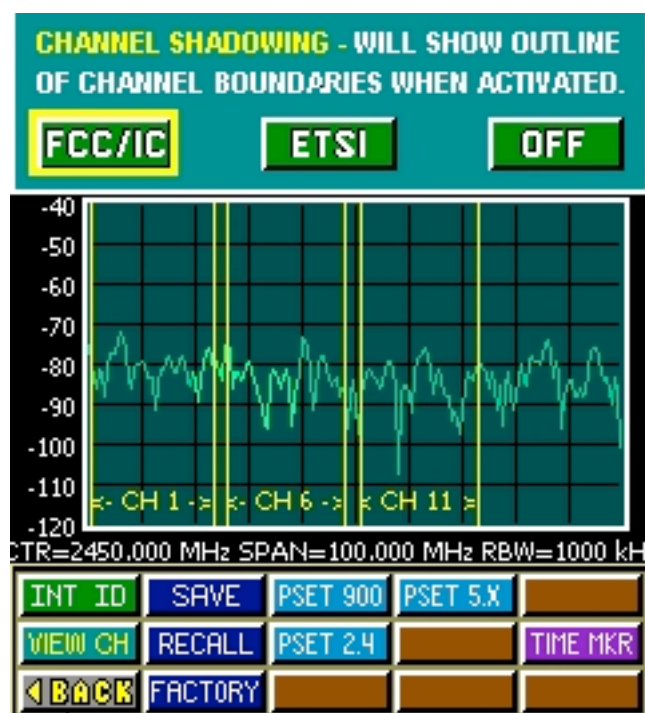 CHANNEL SHADOWING - WILL SHOW OUTLINE
OF CHANNEL BOUNDARIES WHEN ACTIVATED.
FCC/IC ETSI OFF
-40
-50
-60
-70
-80
-90
-100
-110
-120
<- CH 1 -> <- CH 6 -> < CH 11 >
CTR=2450.000 MHz SPAN=100.000 MHz RBW=1000 kH
INT ID SAVE PSET 900 PSET 5.X
VIEW CH RECALL PSET 2.4 TIME MKR
BACK FACTORY